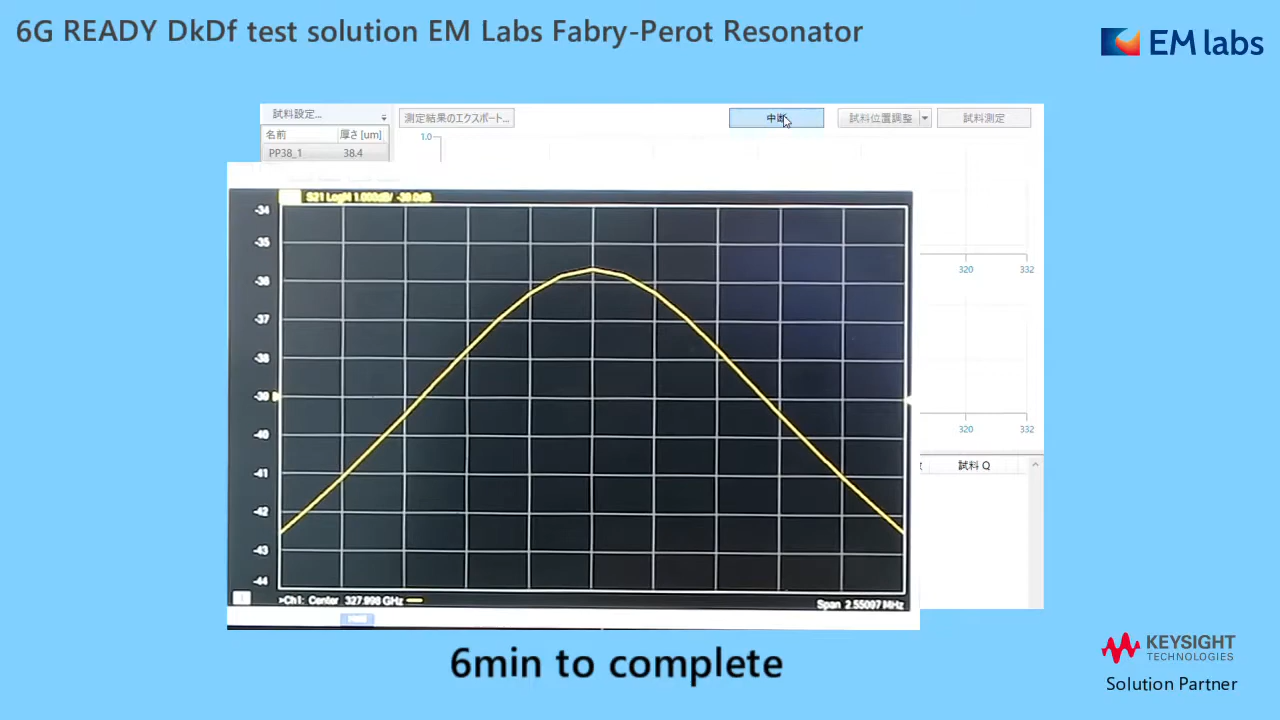 6G READY DkDf test solution EM Labs Fabry-Perot Resonator
EM labs
試料設定...
測定結果のエクスポート...
中断
試料位置調整
試料測定
名前 厚さ [um]
1.0
PP38_1 38.4
S21 LogM 1.000dB/ -39.0dB
-34
-35
-36
-37
-38
-39
-40
-41
-42
-43
-44
320 332
320 332
試料 Q
>Ch1: Center 327.998 GHz
Span 2.55097 MHz
6min to complete
KEYSIGHT
TECHNOLOGIES
Solution Partner